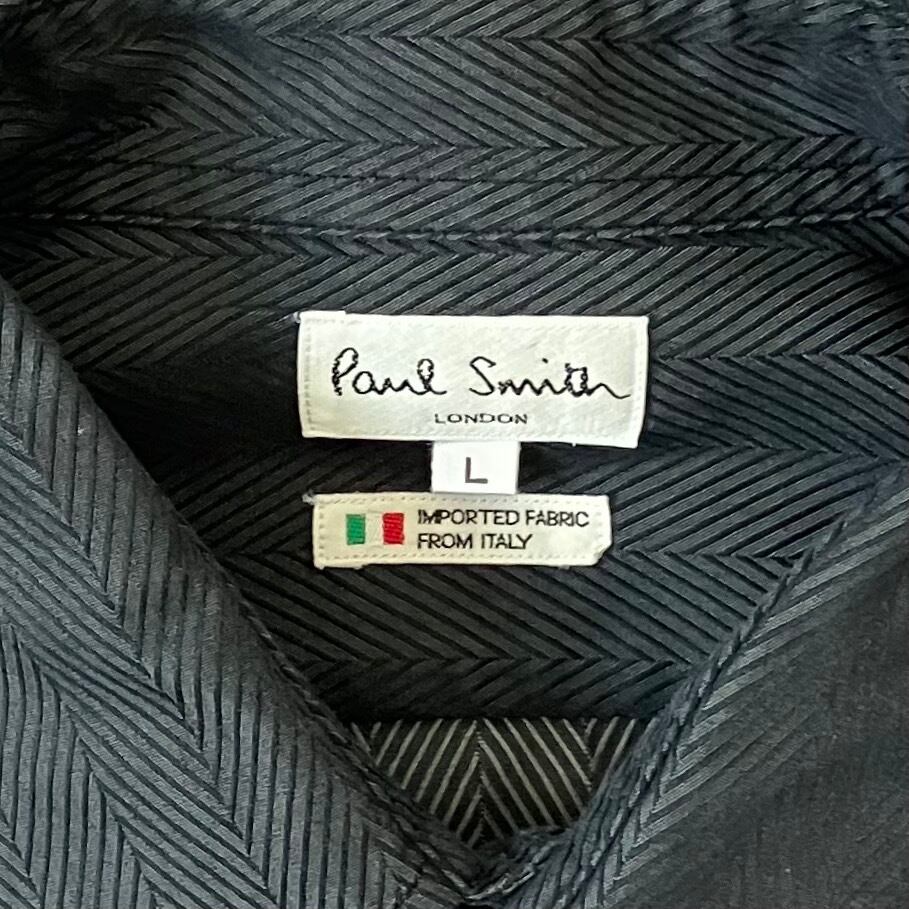 Paul Smith
LONDON
L
IMPORTED FABRIC
FROM ITALY